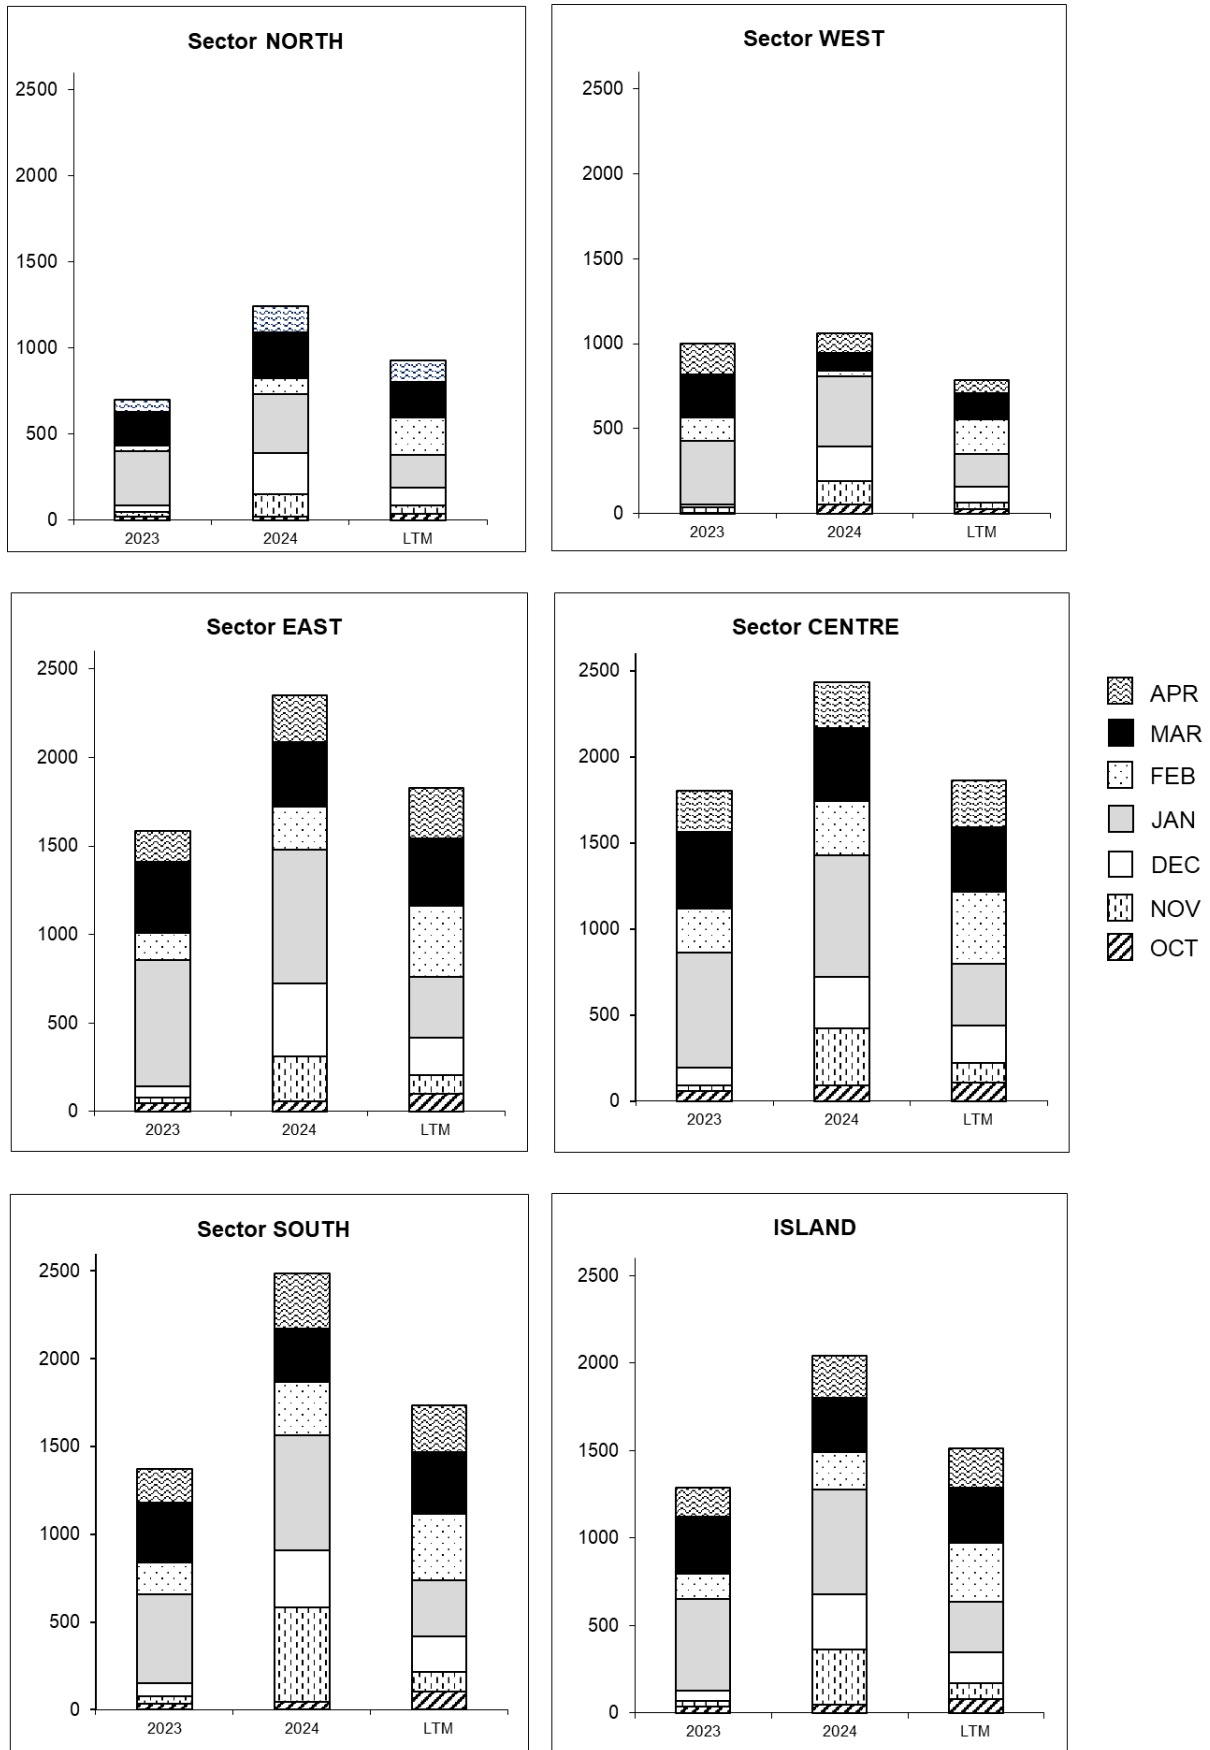 Sector NORTH
2500
2000
1500
1000
500
0
2023 2024 LTM
Sector WEST
2500
2000
1500
1000
500
0
2023 2024 LTM
Sector EAST
2500
2000
1500
1000
500
0
2023 2024 LTM
Sector CENTRE
2500
2000
1500
1000
500
0
2023 2024 LTM
APR
MAR
FEB
JAN
DEC
NOV
OCT
Sector SOUTH
2500
2000
1500
1000
500
0
2023 2024 LTM
ISLAND
2500
2000
1500
1000
500
0
2023 2024 LTM